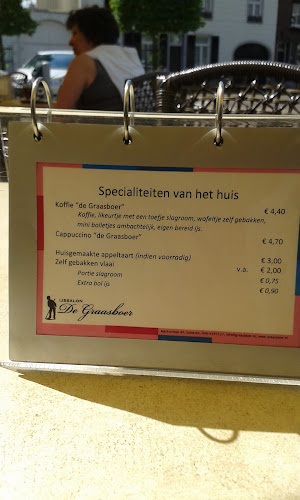 Specialiteiten van het huis
Koffie "de Graasboer" € 4,40
Koffie, likeurtje met een toefje slagroom, wafeltje zelf gebakken,
mini bolletjes ambachtelijk, eigen bereid ijs.
Cappuccino "de Graasboer" € 4,70
Huisgemaakte appeltaart (indien voorradig) € 3,00
Zelf gebakken vlaai v.a. € 2,00
Portie slagroom € 0,75
Extra bol ijs € 0,90
IJSSALON
De Graasboer